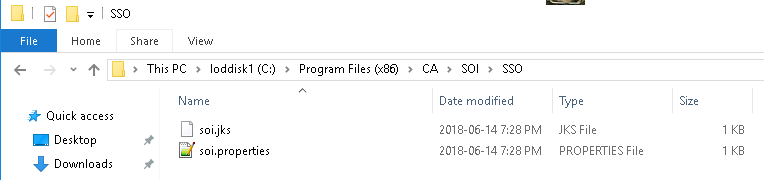 SSO
File Home Share View
This PC loddisk1 (C:) Program Files (x86) CA SOI SSO
Quick access
Desktop
Downloads
Name Date modified Type Size
soi.jks 2018-06-14 7:28 PM JKS File 1 KB
soi.properties 2018-06-14 7:28 PM PROPERTIES File 1 KB